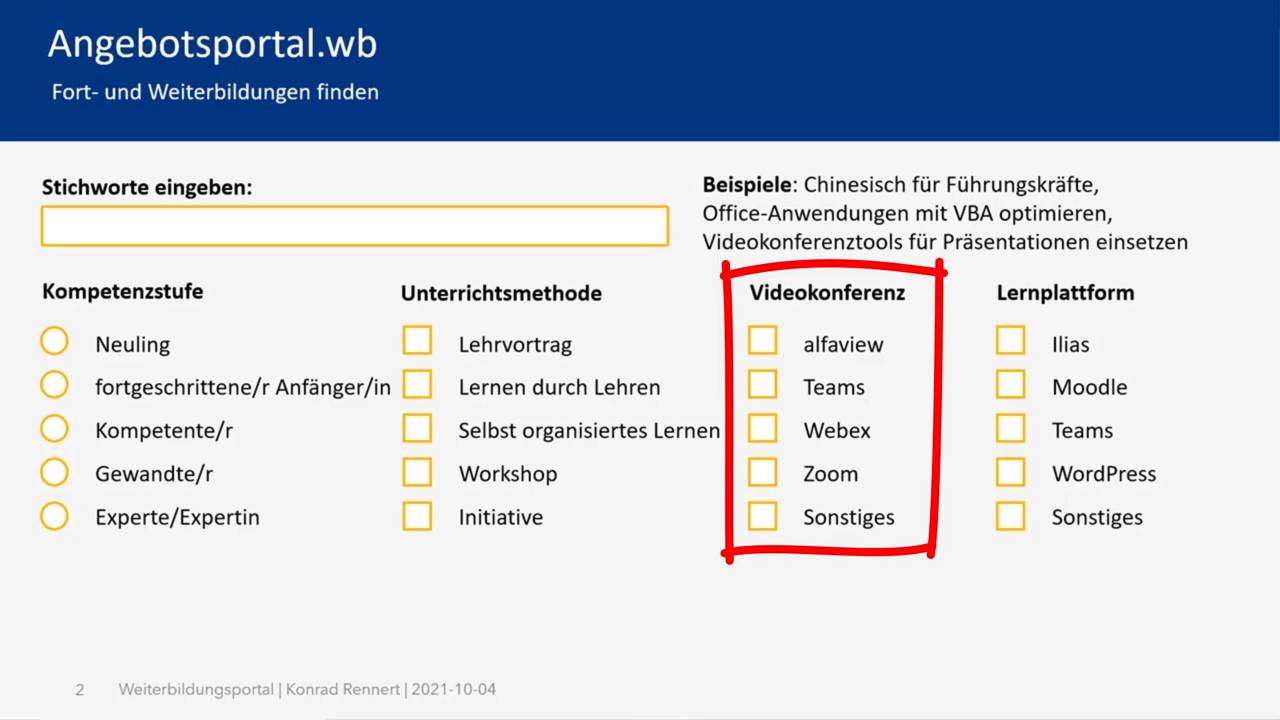 Angebotsportal.wb
Fort- und Weiterbildungen finden
Stichworte eingeben:
Beispiele: Chinesisch für Führungskräfte,
Office-Anwendungen mit VBA optimieren,
Videokonferenztools für Präsentationen einsetzen
Kompetenzstufe
Neuling
fortgeschrittene/r Anfänger/in
Kompetente/r
Gewandte/r
Experte/Expertin
Unterrichtsmethode
Lehrvortrag
Lernen durch Lehren
Selbst organisiertes Lernen
Workshop
Initiative
Videokonferenz
alfaview
Teams
Webex
Zoom
Sonstiges
Lernplattform
Ilias
Moodle
Teams
WordPress
Sonstiges
2 Weiterbildungsportal | Konrad Rennert | 2021-10-04